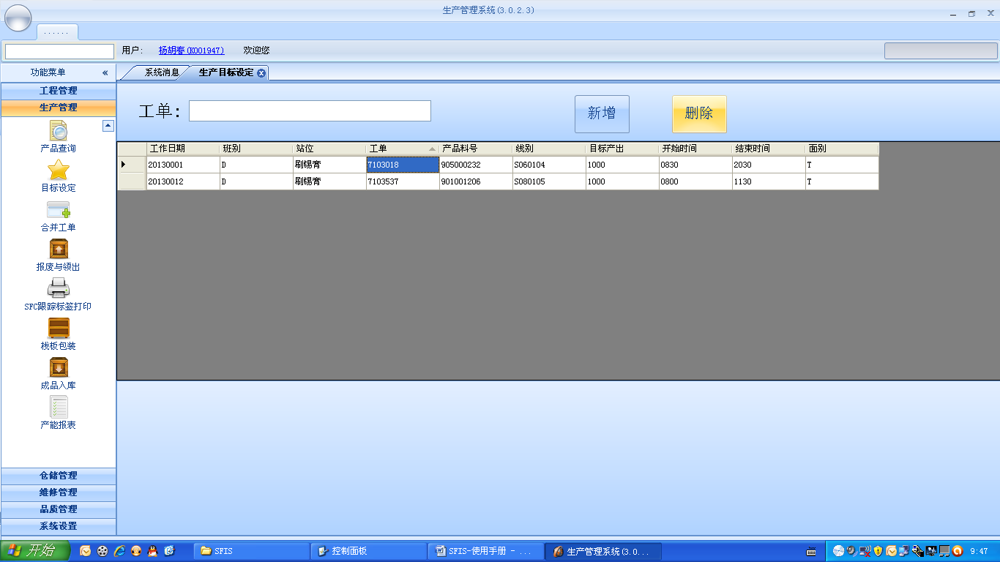 生产管理系统(3.0.2.3)
······
用户: 杨胡春(K001947) 欢迎您
功能菜单 «
系统消息 生产目标设定
工程管理
生产管理
产品查询
目标设定
合并工单
报废与领出
SFC跟踪标签打印
栈板包装
成品入库
产能报表
仓储管理
维修管理
品质管理
系统设置
工单: 新增 删除
工作日期 班别 站位 工单 产品料号 线别 目标产出 开始时间 结束时间 面别
20130001 D 刷锡膏 7103018 905000232 S060104 1000 0830 2030 T
20130012 D 刷锡膏 7103537 901001206 S080105 1000 0800 1130 T
开始 SFIS 控制面板 SFIS-使用手册 - ... 生产管理系统(3.0... 9:47